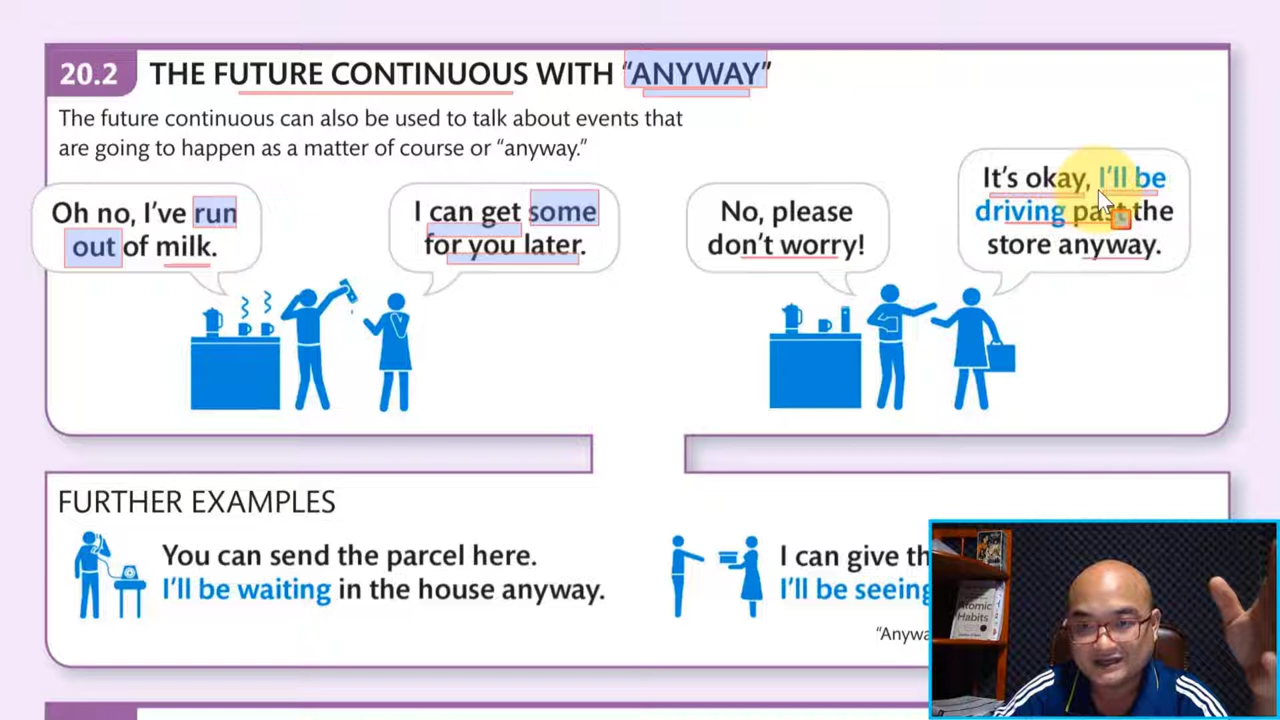 20.2 THE FUTURE CONTINUOUS WITH "ANYWAY"
The future continuous can also be used to talk about events that
are going to happen as a matter of course or "anyway."
Oh no, I've run
out of milk.
I can get some
for you later.
No, please
don't worry!
It's okay, I'll be
driving past the
store anyway.
FURTHER EXAMPLES
You can send the parcel here.
I'll be waiting in the house anyway.
I can give
I'll be seeing
Atomic
Habits